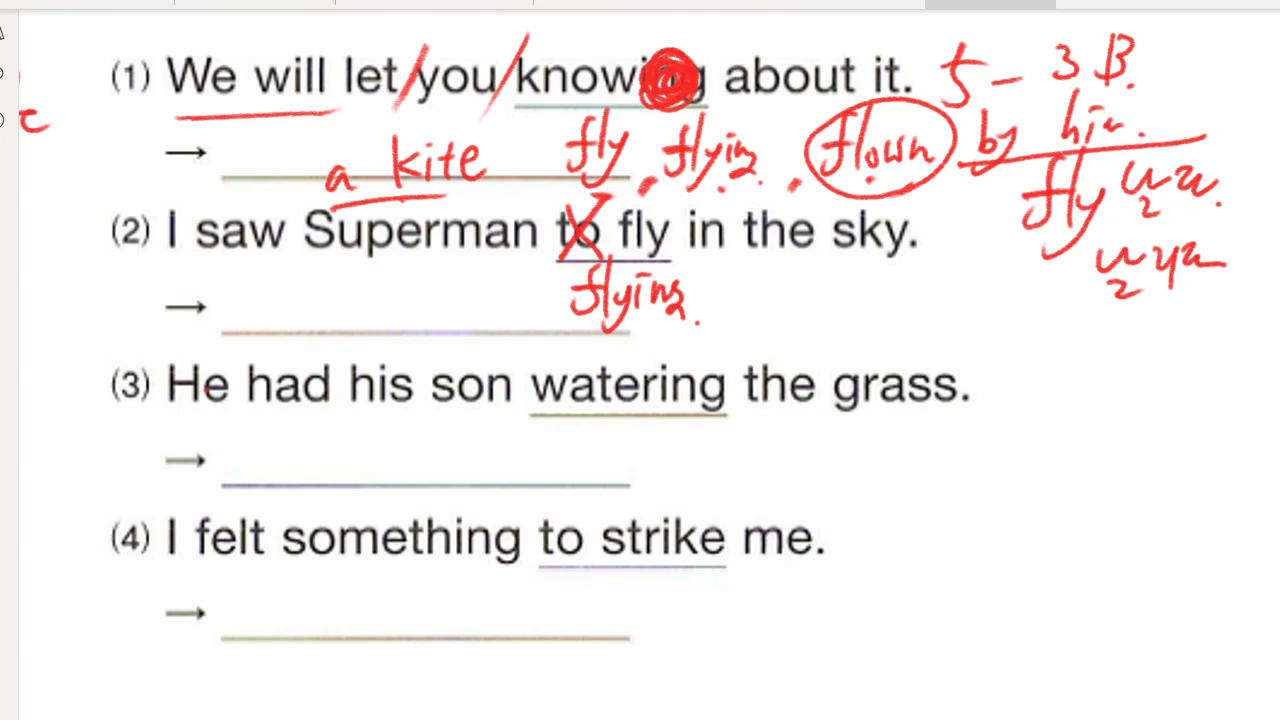 (1) We will let/you/knowing about it. 5 - 3 B.
→ a kite fly, flying, flown by him.
fly
(2) I saw Superman to fly in the sky.
→ flying.
(3) He had his son watering the grass.
→
(4) I felt something to strike me.
→